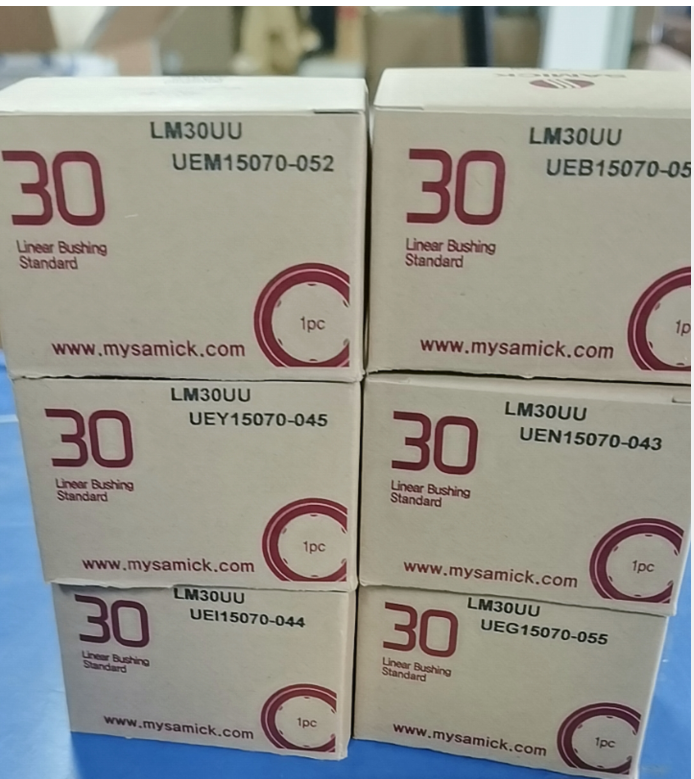 LM30UU
UEM15070-052
30
Linear Bushing
Standard
1pc
www.mysamick.com
SAMICK
LM30UU
UEB15070-05
30
Linear Bushing
Standard
1p
www.mysamick.com
LM30UU
UEY15070-045
30
Linear Bushing
Standard
1pc
www.mysamick.com
LM30UU
UEN15070-043
30
Linear Bushing
Standard
1pc
www.mysamick.com
LM30UU
UEI15070-044
30
Linear Bushing
Standard
1pc
www.mysamick.com
LM30UU
UEG15070-055
30
Linear Bushing
Standard
1pc
www.mysamick.com